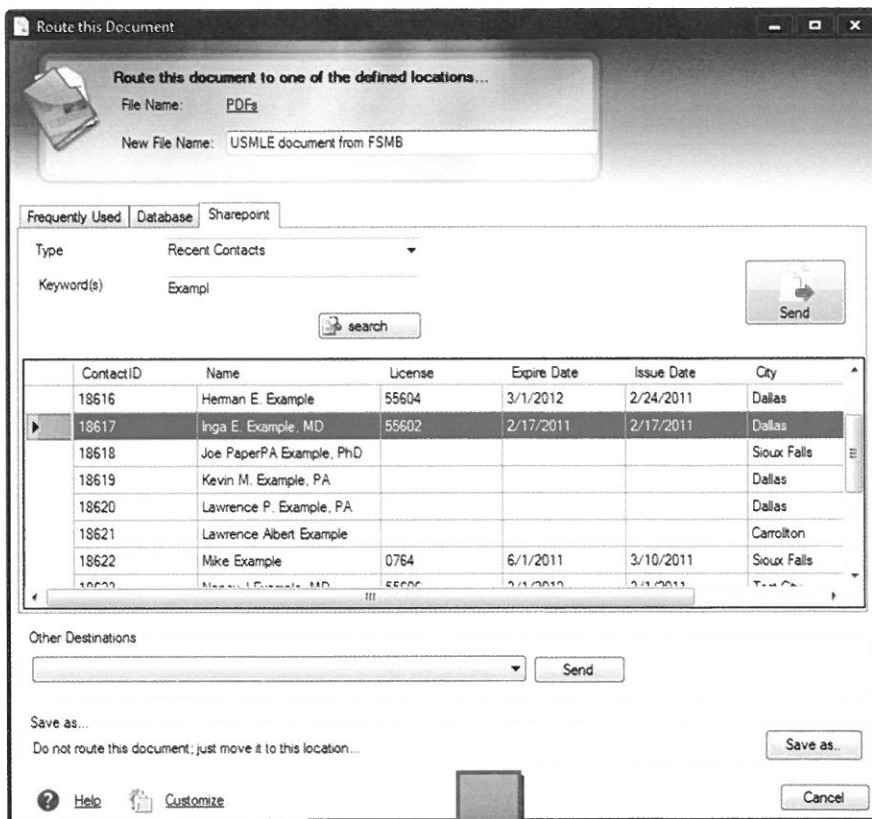 Route this Document
Route this document to one of the defined locations...
File Name: PDFs
New File Name: USMLE document from FSMB
Frequently Used Database Sharepoint
Type Recent Contacts
Keyword(s) Exampl
search
Send
ContactID Name License Expire Date Issue Date City
18616 Herman E. Example 55604 3/1/2012 2/24/2011 Dallas
18617 Inga E. Example, MD 55602 2/17/2011 2/17/2011 Dallas
18618 Joe PaperPA Example, PhD Sioux Falls
18619 Kevin M. Example, PA Dallas
18620 Lawrence P. Example, PA Dallas
18621 Lawrence Albert Example Carrollton
18622 Mike Example 0764 6/1/2011 3/10/2011 Sioux Falls
Other Destinations
Send
Save as...
Do not route this document; just move it to this location...
Save as..
Help Customize
Cancel